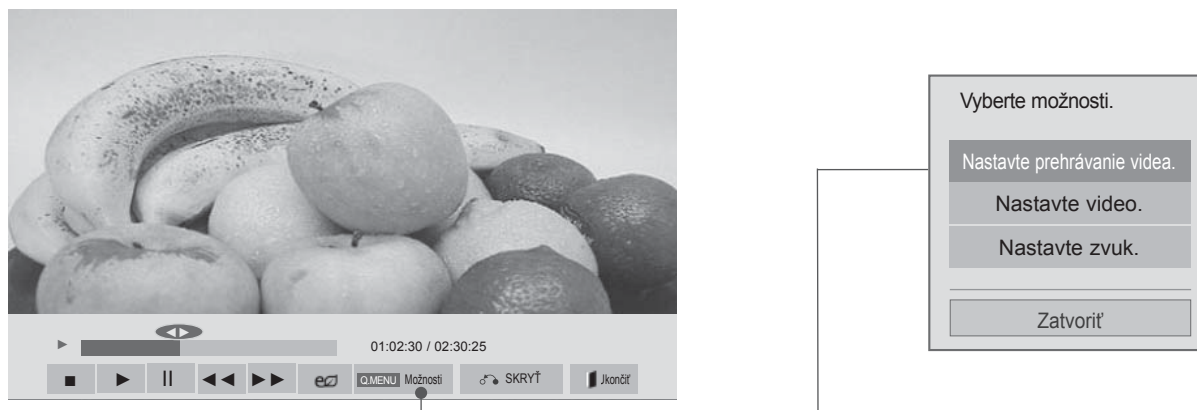 01:02:30 / 02:30:25
Q.MENU Možnosti
SKRYŤ
Jkončiť
Vyberte možnosti.
Nastavte prehrávanie videa.
Nastavte video.
Nastavte zvuk.
Zatvoriť